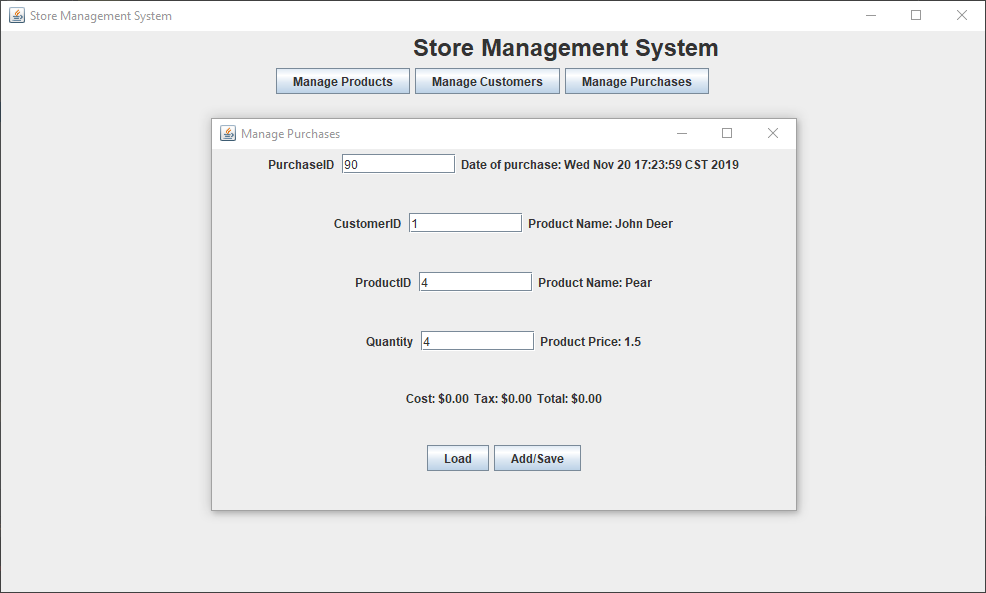 Store Management System
Store Management System
Manage Products Manage Customers Manage Purchases
Manage Purchases
PurchaseID 90 Date of purchase: Wed Nov 20 17:23:59 CST 2019
CustomerID 1 Product Name: John Deer
ProductID 4 Product Name: Pear
Quantity 4 Product Price: 1.5
Cost: $0.00 Tax: $0.00 Total: $0.00
Load Add/Save